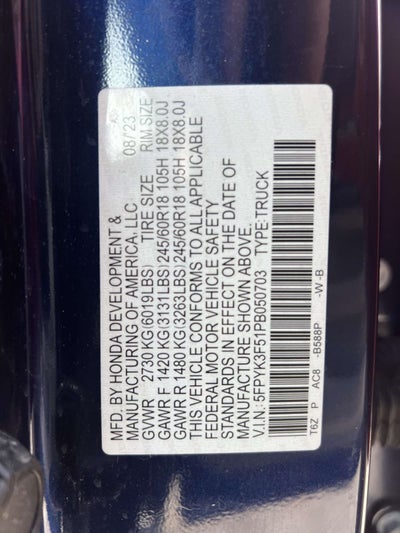 MFD. BY HONDA DEVELOPMENT &
MANUFACTURING OF AMERICA, LLC 08/23
GVWR 2730 KG(6019LBS) TIRE SIZE RIM SIZE
GAWR F 1420 KG(3131LBS)245/60R18 105H 18X8.0J
GAWR R 1480 KG(3263LBS)245/60R18 105H 18X8.0J
THIS VEHICLE CONFORMS TO ALL APPLICABLE
FEDERAL MOTOR VEHICLE SAFETY
STANDARDS IN EFFECT ON THE DATE OF
MANUFACTURE SHOWN ABOVE.
V.I.N.: 5FPYK3F51PB050703 TYPE:TRUCK
T6Z P AC8 -B588P -W -B